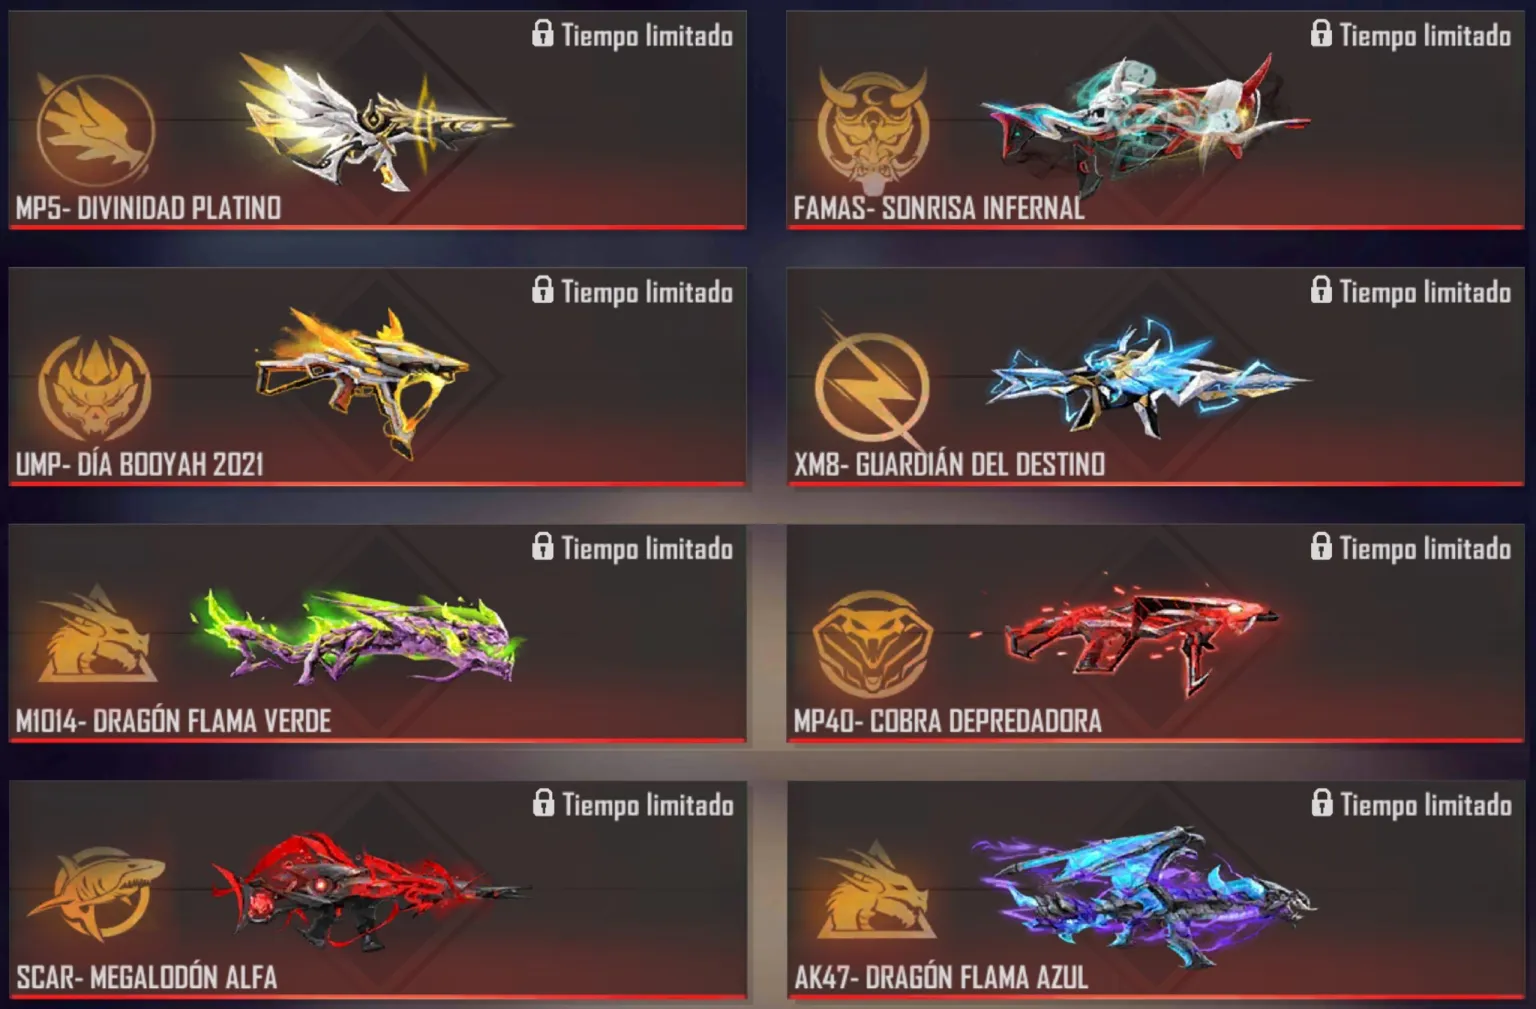 Tiempo limitado
MP5- DIVINIDAD PLATINO
Tiempo limitado
FAMAS- SONRISA INFERNAL
Tiempo limitado
UMP- DÍA BOOYAH 2021
Tiempo limitado
XM8- GUARDIÁN DEL DESTINO
Tiempo limitado
M1014- DRAGÓN FLAMA VERDE
Tiempo limitado
MP40- COBRA DEPREDADORA
Tiempo limitado
SCAR- MEGALODÓN ALFA
Tiempo limitado
AK47- DRAGÓN FLAMA AZUL